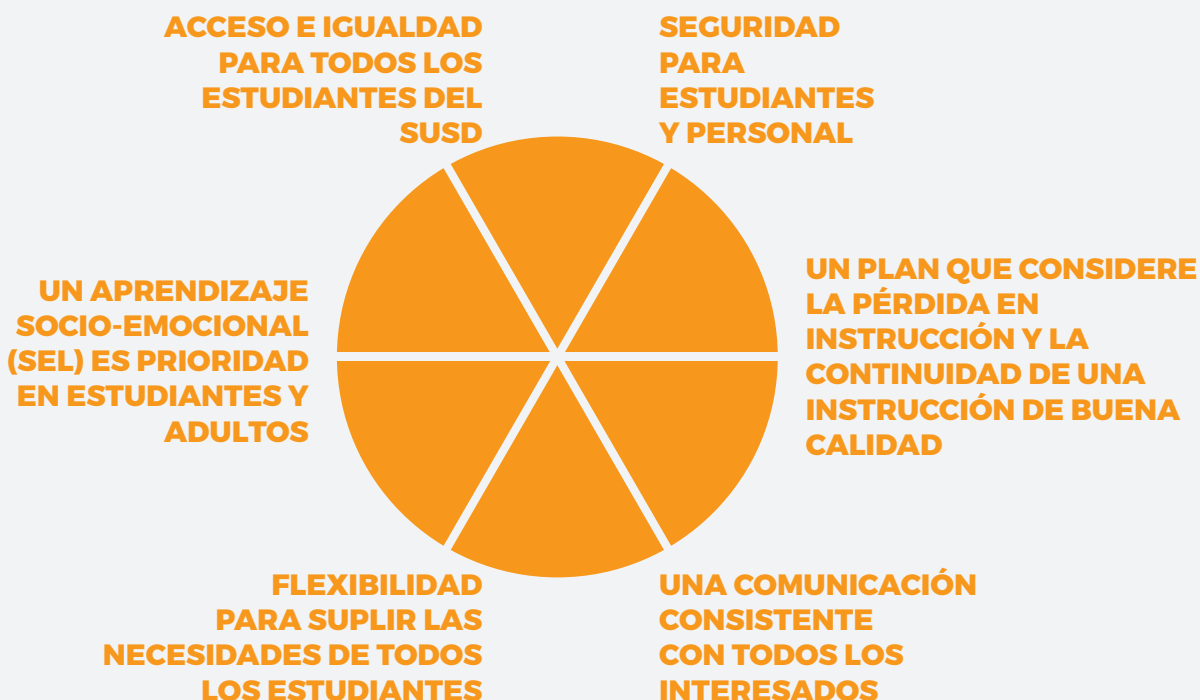 ACCESO E IGUALDAD
PARA TODOS LOS
ESTUDIANTES DEL
SUSD
SEGURIDAD
PARA
ESTUDIANTES
Y PERSONAL
UN APRENDIZAJE
SOCIO-EMOCIONAL
(SEL) ES PRIORIDAD
EN ESTUDIANTES Y
ADULTOS
UN PLAN QUE CONSIDERE
LA PÉRDIDA EN
INSTRUCCIÓN Y LA
CONTINUIDAD DE UNA
INSTRUCCIÓN DE BUENA
CALIDAD
FLEXIBILIDAD
PARA SUPLIR LAS
NECESIDADES DE TODOS
LOS ESTUDIANTES
UNA COMUNICACIÓN
CONSISTENTE
CON TODOS LOS
INTERESADOS